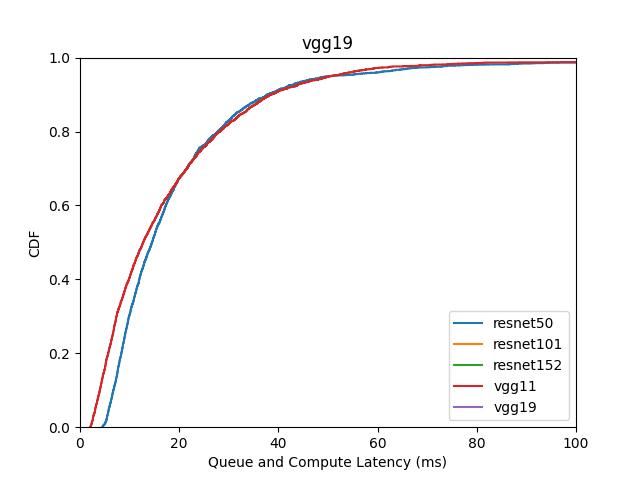 vgg19
1.0
0.8
0.6
0.4
0.2
0.0
CDF
resnet50
resnet101
resnet152
vgg11
vgg19
0 20 40 60 80 100
Queue and Compute Latency (ms)